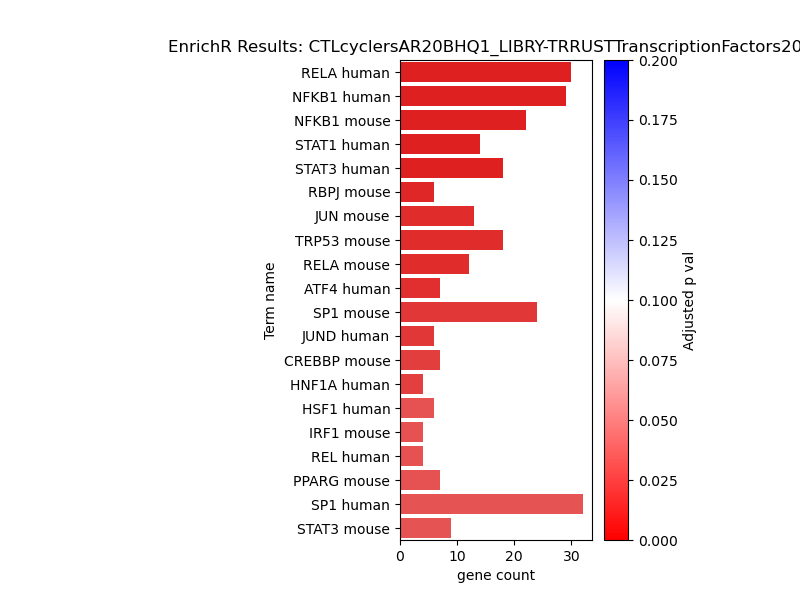 EnrichR Results: CTLcyclersAR20BHQ1_LIBRY-TRRUSTTranscriptionFactors20
RELA human
NFKB1 human
NFKB1 mouse
STAT1 human
STAT3 human
RBPJ mouse
JUN mouse
TRP53 mouse
RELA mouse
ATF4 human
SP1 mouse
JUND human
CREBBP mouse
HNF1A human
HSF1 human
IRF1 mouse
REL human
PPARG mouse
SP1 human
STAT3 mouse
Term name
0 10 20 30
gene count
0.200
0.175
0.150
0.125
0.100
0.075
0.050
0.025
0.000
Adjusted p val